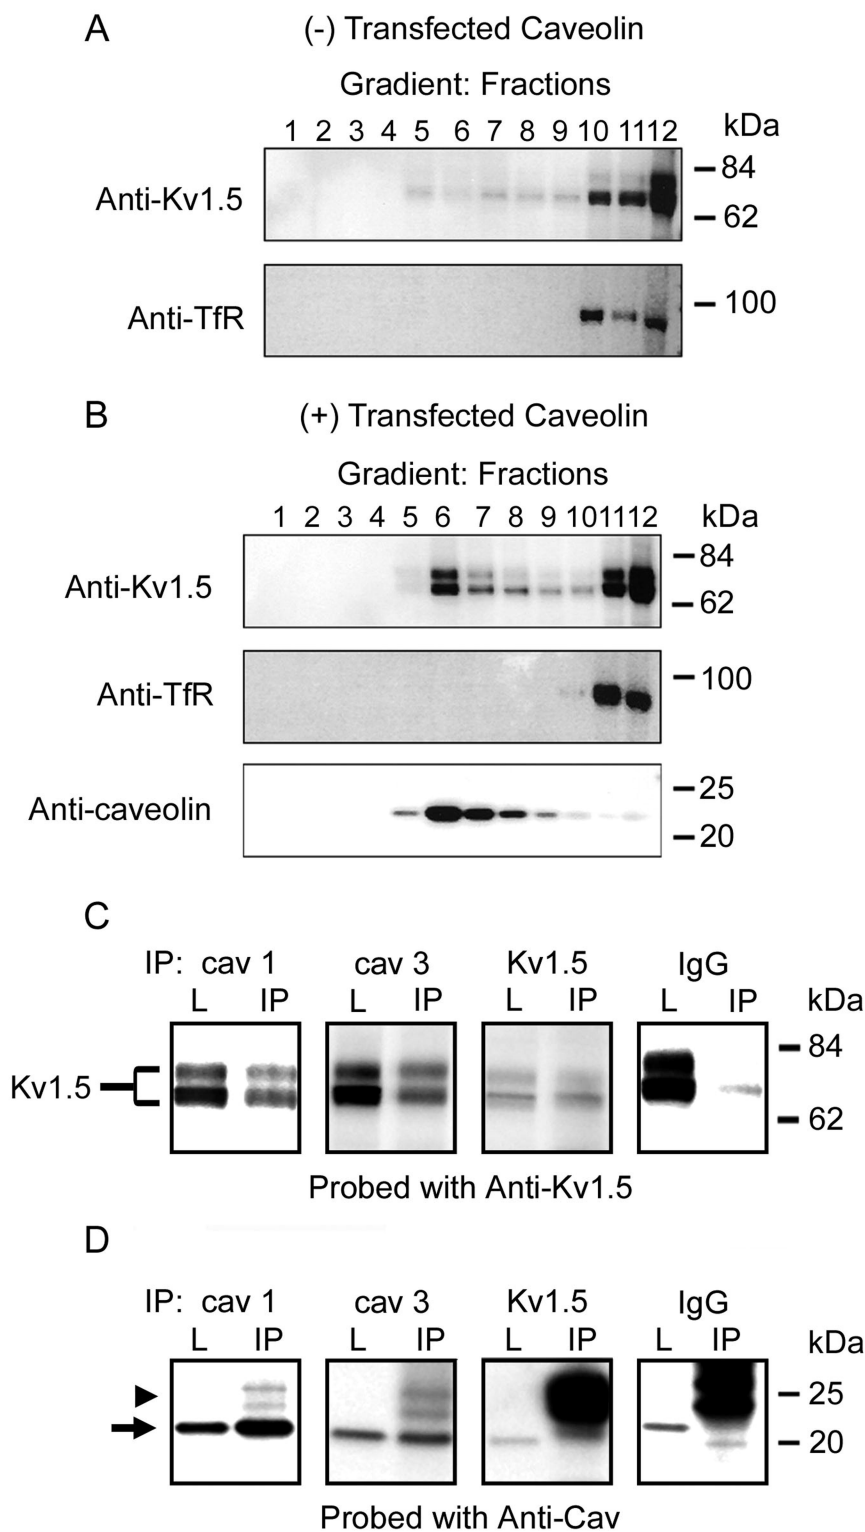 A
(-) Transfected Caveolin
Gradient: Fractions
1 2 3 4 5 6 7 8 9 10 11 12 kDa
84
Anti-Kv1.5
62
100
Anti-TfR
B
(+) Transfected Caveolin
Gradient: Fractions
1 2 3 4 5 6 7 8 9 10 11 12 kDa
84
Anti-Kv1.5
62
100
Anti-TfR
25
Anti-caveolin
20
C
IP: cav 1 cav 3 Kv1.5 IgG
L IP L IP L IP L IP kDa
84
Kv1.5
62
Probed with Anti-Kv1.5
D
IP: cav 1 cav 3 Kv1.5 IgG
L IP L IP L IP L IP kDa
25
20
Probed with Anti-Cav